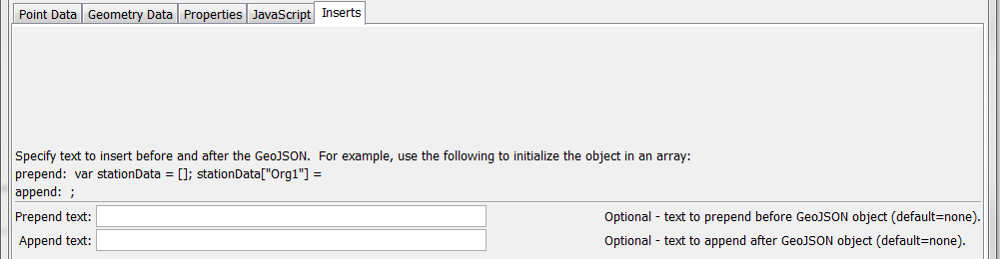 Point Data Geometry Data Properties JavaScript Inserts
Specify text to insert before and after the GeoJSON.  For example, use the following to initialize the object in an array:
prepend:  var stationData = []; stationData["Org1"] =
append:  ;
Prepend text: Optional - text to prepend before GeoJSON object (default=none).
Append text: Optional - text to append after GeoJSON object (default=none).